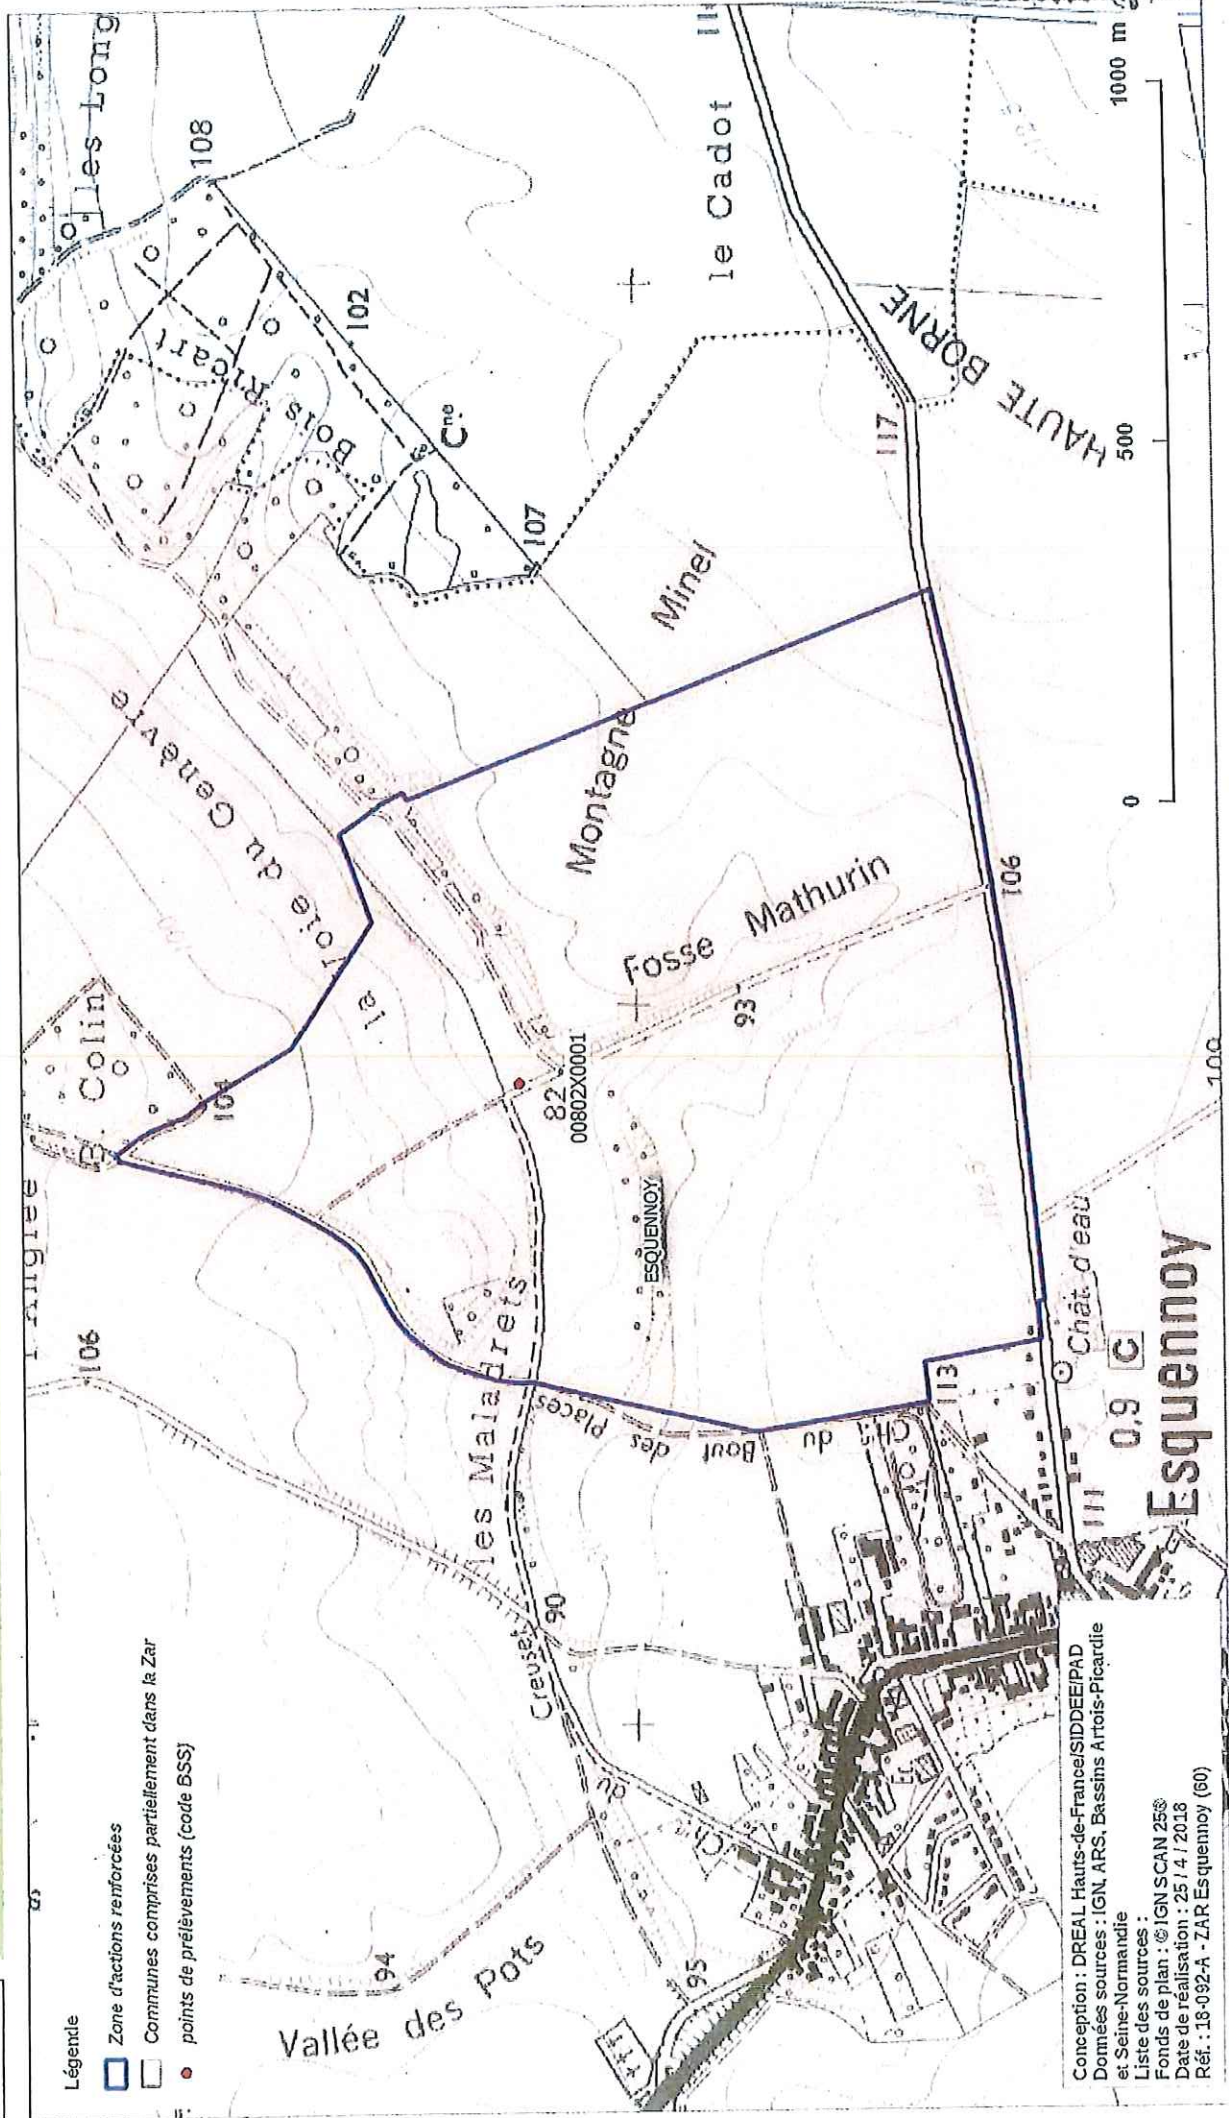 Légende
Zone d'actions renforcées
Communes comprises partiellement dans la Zar
points de prélèvements (code BSS)
106
B. Colin
104
la Voie du Genèvre
les Long
108
Bois Ricart
102
Cne
107
Vallée des Pots
94
95
Creuse
90
Ch.
du
les Maladrets
Places
des
Bout
du
ESQUENNOY
82
00802X0001
Fosse Mathurin
93
Montagne Minel
le Cadot
HAUTE BORNE
117
106
113
Chât. d'eau
111
0,9
C
Esquennoy
100
0
500
1000 m
Conception : DREAL Hauts-de-France/SIDDEE/PAD
Données sources : IGN, ARS, Bassins Artois-Picardie
et Seine-Normandie
Liste des sources :
Fonds de plan : © IGN SCAN 25®
Date de réalisation : 25 / 4 / 2018
Réf. : 18-092-A - ZAR Esquennoy (60)